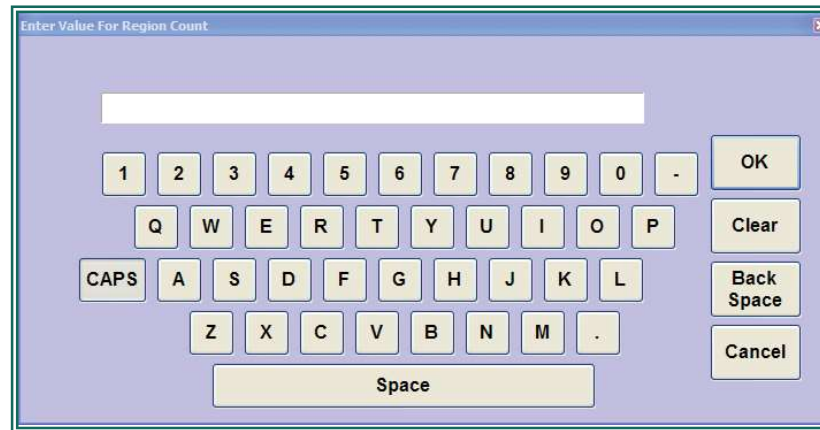 Enter Value For Region Count
1 2 3 4 5 6 7 8 9 0 - OK
Q W E R T Y U I O P Clear
CAPS A S D F G H J K L Back Space
Z X C V B N M . Cancel
Space